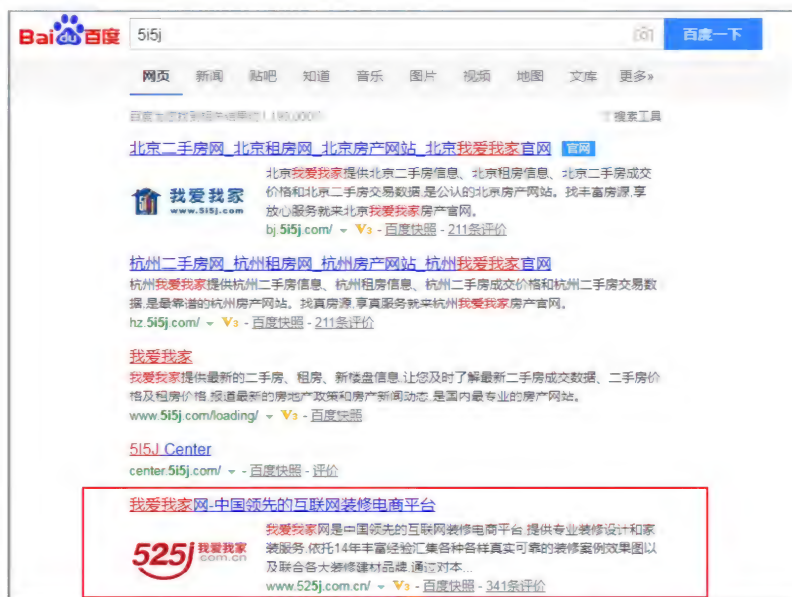 Bai du 百度 5i5j 百度一下
网页 新闻 贴吧 知道 音乐 图片 视频 地图 文库 更多»
百度为您找到相关结果约1,190,000个 搜索工具
北京二手房网_北京租房网_北京房产网站_北京我爱我家官网 官网
我爱我家
www.5i5j.com
北京我爱我家提供北京二手房信息、北京租房信息、北京二手房成交
价格和北京二手房交易数据,是公认的北京房产网站。找丰富房源,享
放心服务就来北京我爱我家房产官网。
bj.5i5j.com/ - V3 - 百度快照 - 211条评价
杭州二手房网_杭州租房网_杭州房产网站_杭州我爱我家官网
杭州我爱我家提供杭州二手房信息、杭州租房信息、杭州二手房成交价格和杭州二手房交易数
据,是最靠谱的杭州房产网站。找真房源,享真服务就来杭州我爱我家房产官网。
hz.5i5j.com/ - V3 - 百度快照 - 211条评价
我爱我家
我爱我家提供最新的二手房、租房、新楼盘信息,让您及时了解最新二手房成交数据、二手房价
格及租房价格,报道最新的房地产政策和房产新闻动态,是国内最专业的房产网站。
www.5i5j.com/loading/ - V3 - 百度快照
5I5J Center
center.5i5j.com/ - 百度快照 - 评价
我爱我家网-中国领先的互联网装修电商平台
525j 我爱我家
com.cn
我爱我家网是中国领先的互联网装修电商平台,提供专业装修设计和家
装服务,依托14年丰富经验汇集各种各样真实可靠的装修案例效果图以
及联合各大装修建材品牌,通过对本...
www.525j.com.cn/ - V3 - 百度快照 - 341条评价